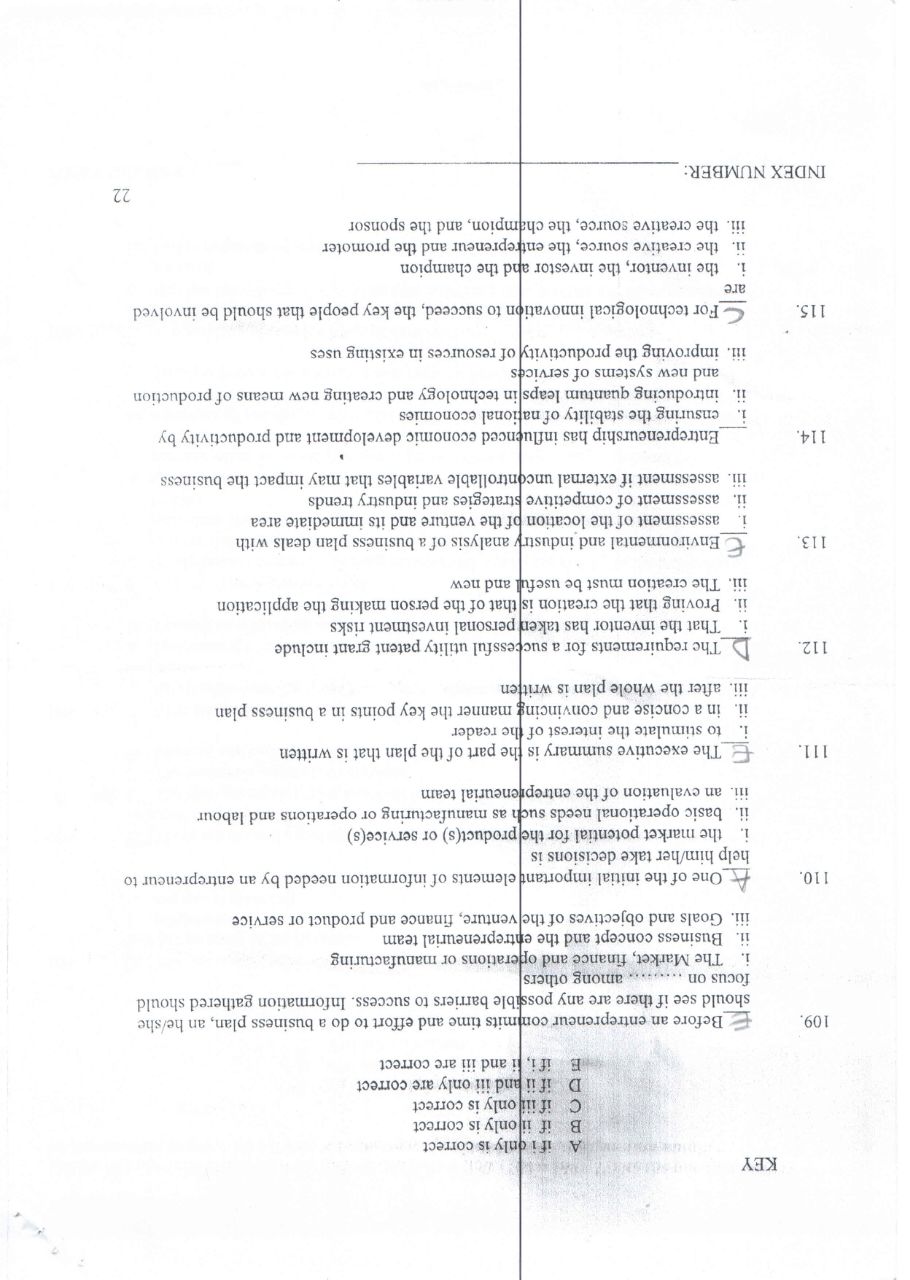 KEY
A if i only is correct
B if ii only is correct
C if iii only is correct
D if ii and iii only are correct
E if i, ii and iii are correct
109. E Before an entrepreneur commits time and effort to do a business plan, an he/she
should see if there are any possible barriers to success. Information gathered should
focus on ……… among others
i. The Market, finance and operations or manufacturing
ii. Business concept and the entrepreneurial team
iii. Goals and objectives of the venture, finance and product or service
110. A One of the initial important elements of information needed by an entrepreneur to
help him/her take decisions is
i. the market potential for the product(s) or service(s)
ii. basic operational needs such as manufacturing or operations and labour
iii. an evaluation of the entrepreneurial team
111. E The executive summary is the part of the plan that is written
i. to stimulate the interest of the reader
ii. in a concise and convincing manner the key points in a business plan
iii. after the whole plan is written
112. D The requirements for a successful utility patent grant include
i. That the inventor has taken personal investment risks
ii. Proving that the creation is that of the person making the application
iii. The creation must be useful and new
113. E Environmental and industry analysis of a business plan deals with
i. assessment of the location of the venture and its immediate area
ii. assessment of competitive strategies and industry trends
iii. assessment if external uncontrollable variables that may impact the business
114. ___Entrepreneurship has influenced economic development and productivity by
i. ensuring the stability of national economies
ii. introducing quantum leaps in technology and creating new means of production
and new systems of services
iii. improving the productivity of resources in existing uses
115. C For technological innovation to succeed, the key people that should be involved
are
i. the inventor, the investor and the champion
ii. the creative source, the entrepreneur and the promoter
iii. the creative source, the champion, and the sponsor
22
INDEX NUMBER: ____________________